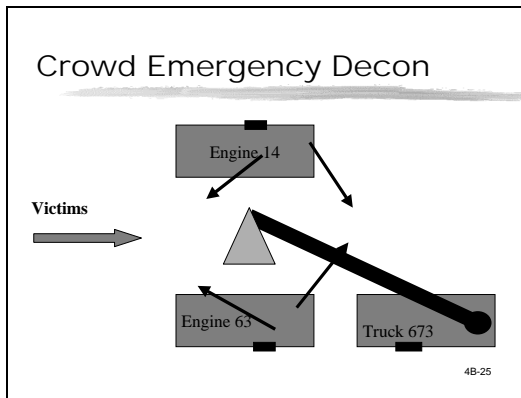 Crowd Emergency Decon
Engine 14
Victims
Engine 63
Truck 673
4B-25